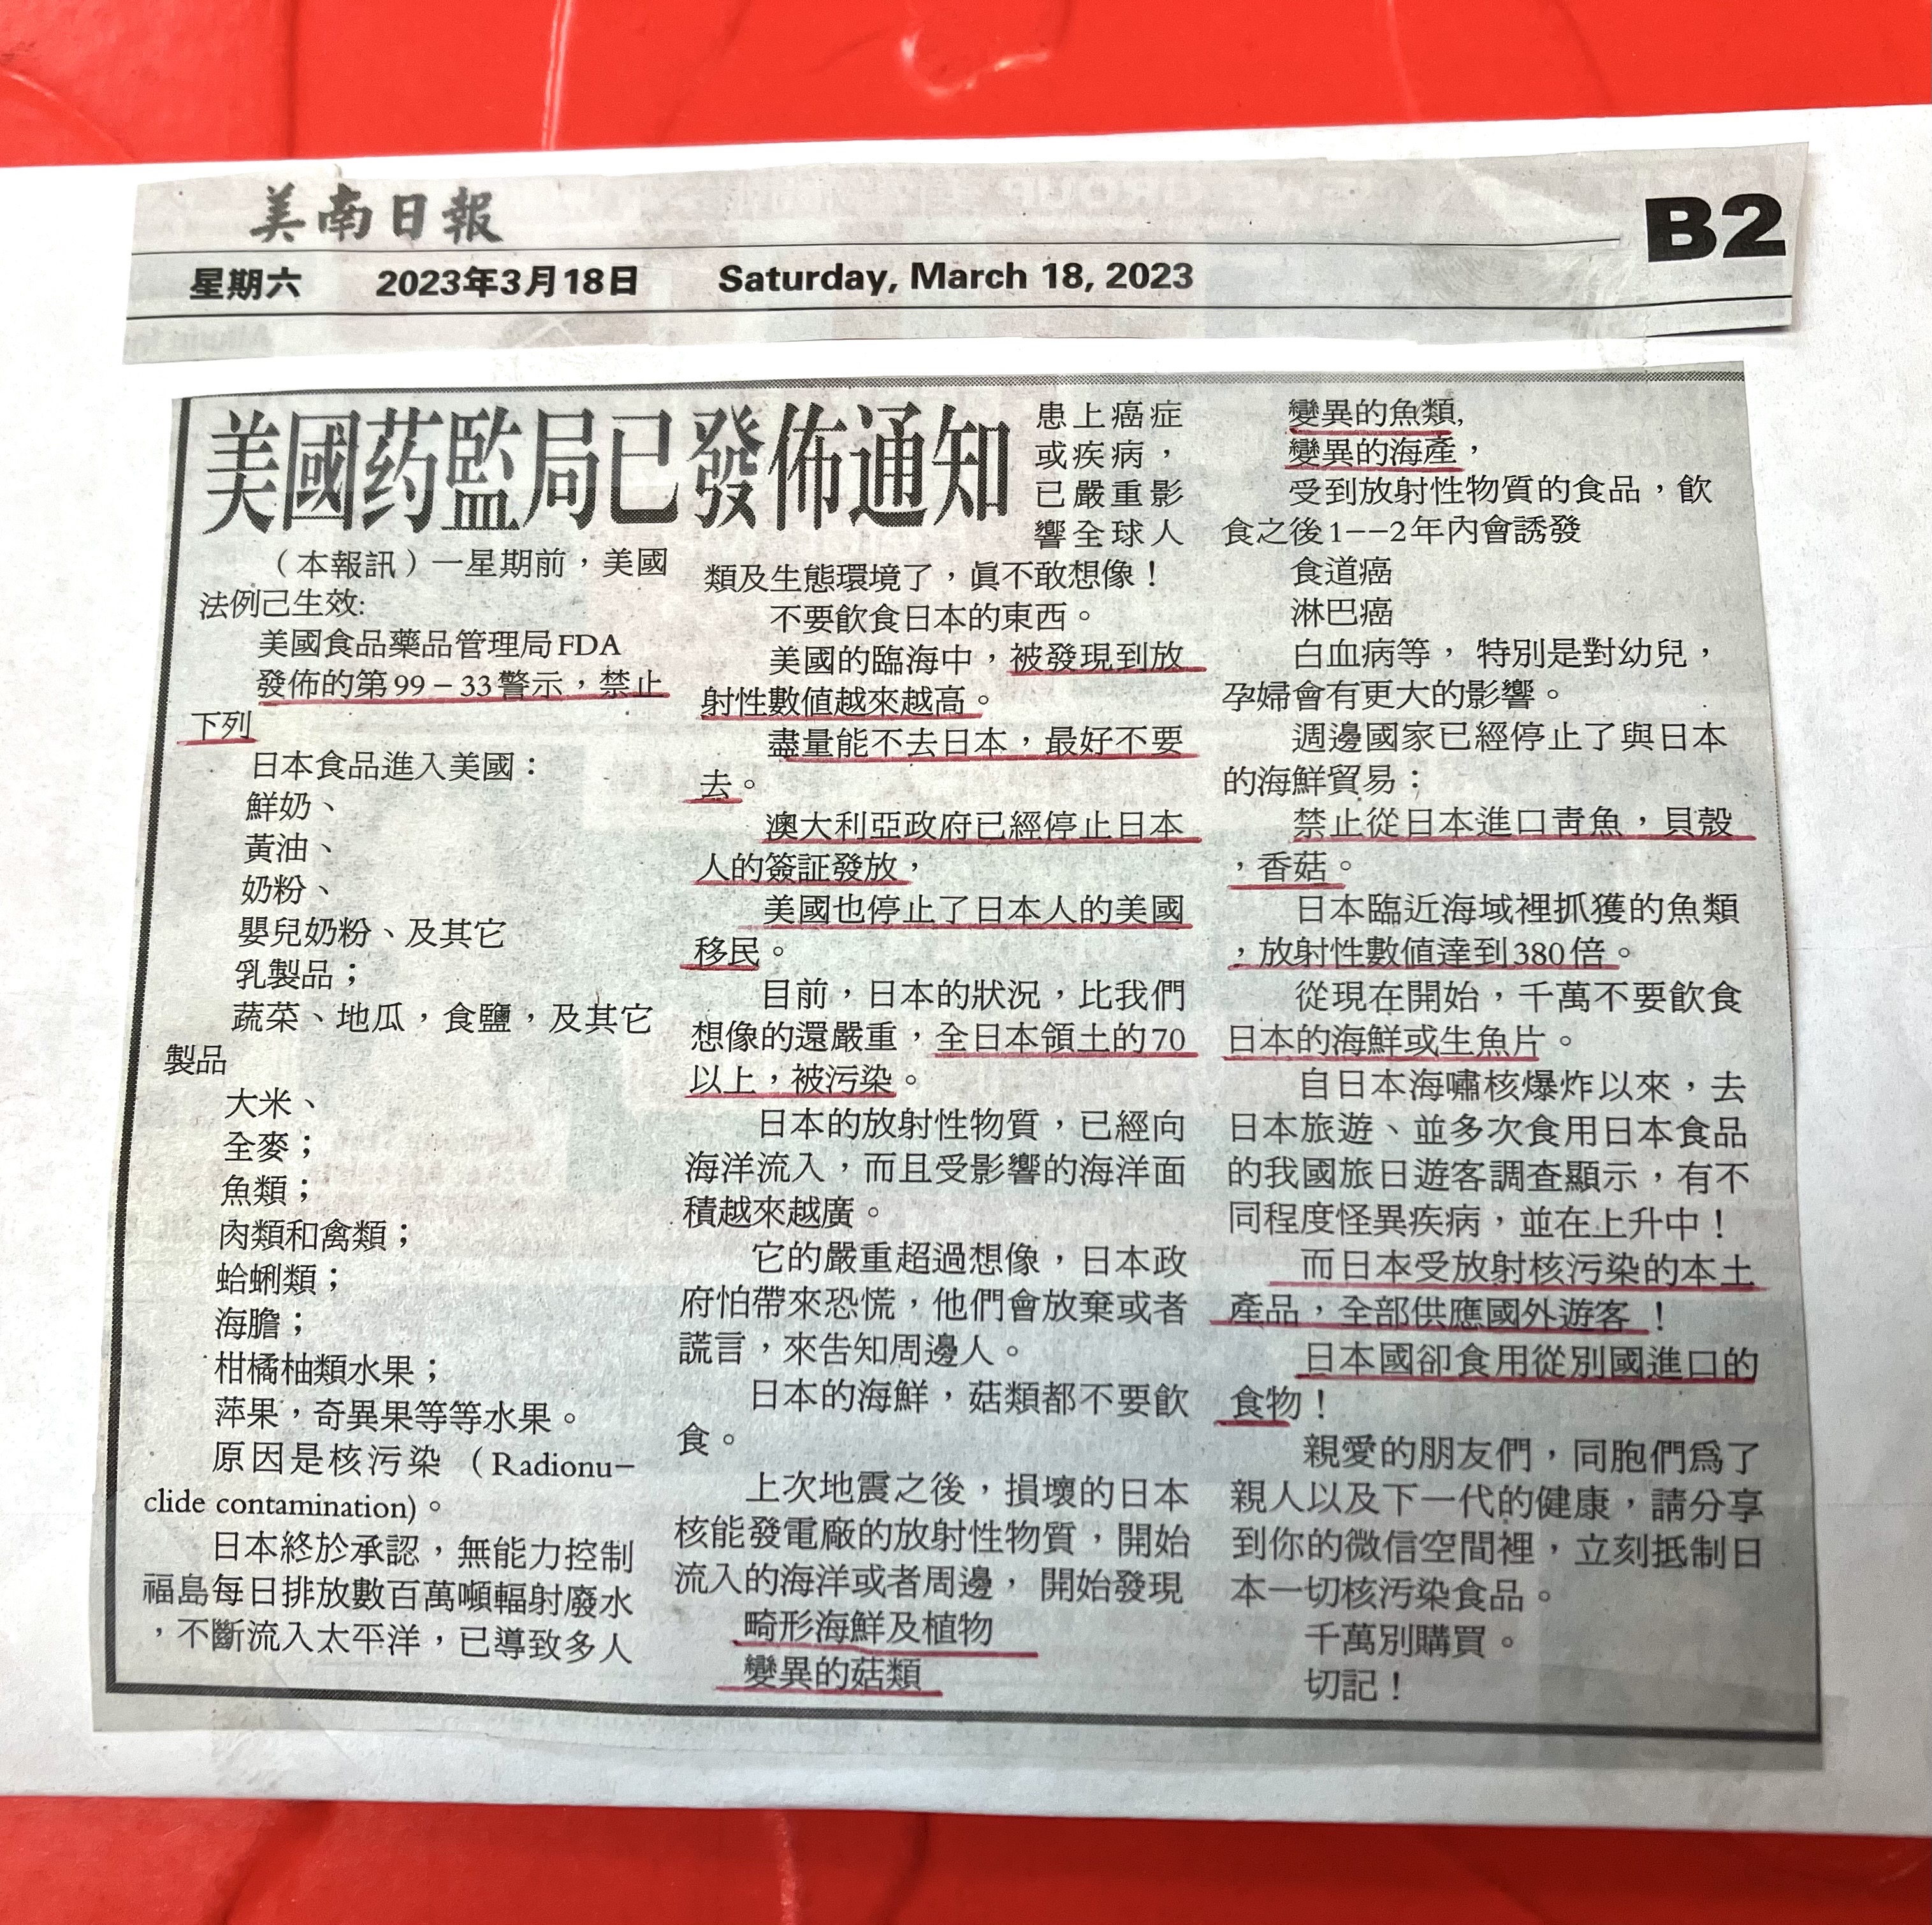 美南日報
B2
星期六 2023年3月18日 Saturday, March 18, 2023
美國药監局已發佈通知
（本報訊）一星期前，美國
法例己生效:
美國食品藥品管理局FDA
發佈的第99－33警示，禁止
下列
日本食品進入美國：
鮮奶、
黃油、
奶粉、
嬰兒奶粉、及其它
乳製品；
蔬菜、地瓜，食鹽，及其它
製品
大米、
全麥；
魚類；
肉類和禽類；
蛤蜊類；
海膽；
柑橘柚類水果；
萍果，奇異果等等水果。
原因是核污染（Radionu-
clide contamination)。
日本終於承認，無能力控制
福島每日排放數百萬噸輻射廢水
，不斷流入太平洋，已導致多人
患上癌症
或疾病，
已嚴重影
響全球人
類及生態環境了，眞不敢想像！
不要飲食日本的東西。
美國的臨海中，被發現到放
射性數值越來越高。
盡量能不去日本，最好不要
去。
澳大利亞政府已經停止日本
人的簽証發放，
美國也停止了日本人的美國
移民。
目前，日本的狀況，比我們
想像的還嚴重，全日本領土的70
以上，被污染。
日本的放射性物質，已經向
海洋流入，而且受影響的海洋面
積越來越廣。
它的嚴重超過想像，日本政
府怕帶來恐慌，他們會放棄或者
謊言，來告知周邊人。
日本的海鮮，菇類都不要飲
食。
上次地震之後，損壞的日本
核能發電廠的放射性物質，開始
流入的海洋或者周邊，開始發現
畸形海鮮及植物
變異的菇類
變異的魚類,
變異的海產，
受到放射性物質的食品，飲
食之後1--2年內會誘發
食道癌
淋巴癌
白血病等，特別是對幼兒，
孕婦會有更大的影響。
週邊國家已經停止了與日本
的海鮮貿易：
禁止從日本進口靑魚，貝殼
，香菇。
日本臨近海域裡抓獲的魚類
，放射性數值達到380倍。
從現在開始，千萬不要飲食
日本的海鮮或生魚片。
自日本海嘯核爆炸以來，去
日本旅遊、並多次食用日本食品
的我國旅日遊客調查顯示，有不
同程度怪異疾病，並在上升中！
而日本受放射核污染的本土
產品，全部供應國外遊客！
日本國卻食用從別國進口的
食物！
親愛的朋友們，同胞們爲了
親人以及下一代的健康，請分享
到你的微信空間裡，立刻抵制日
本一切核污染食品。
千萬別購買。
切記！